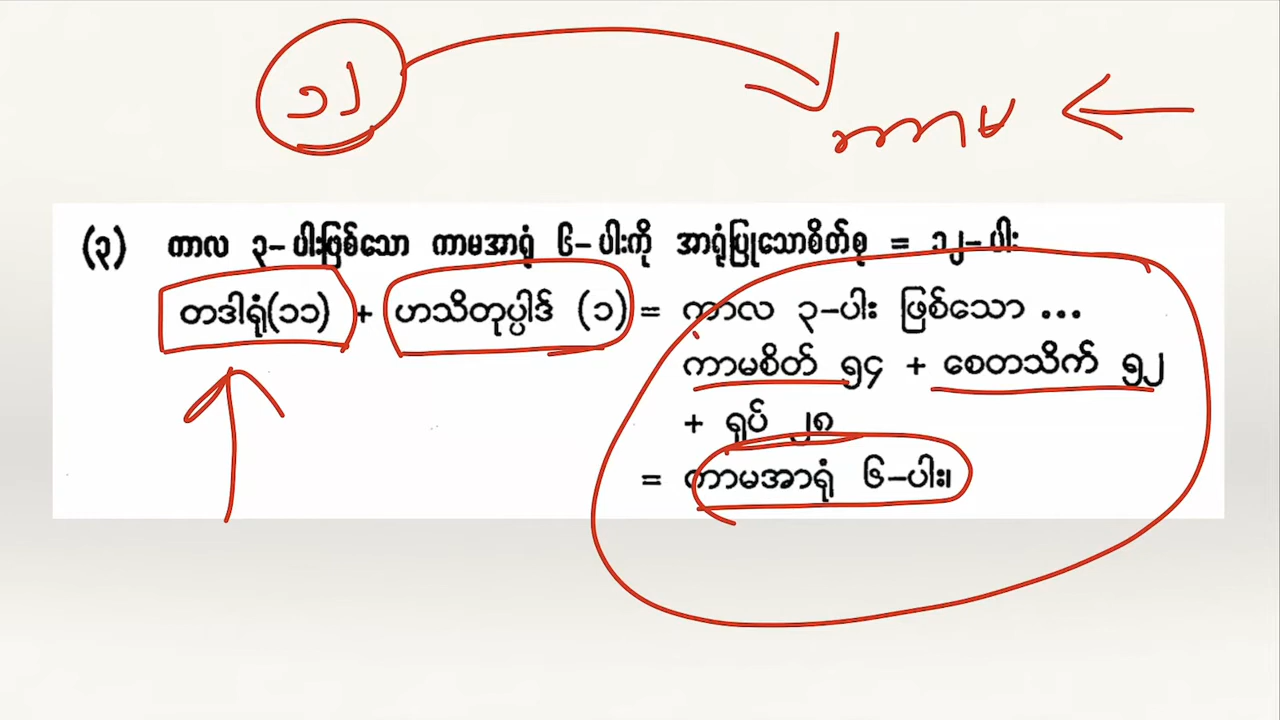 ၁၂ ကာမ
(၃) ကာလ ၃-ပါးဖြစ်သော ကာမအာရုံ ၆-ပါးကို အာရုံပြုသောစိတ်စု = ၁၂-ပါး
တဒါရုံ(၁၁) + ဟသိတုပ္ပါဒ် (၁) = ကာလ ၃-ပါး ဖြစ်သော ...
ကာမစိတ် ၅၄ + စေတသိက် ၅၂
+ ရုပ် ၂၈
= ကာမအာရုံ ၆-ပါး၊